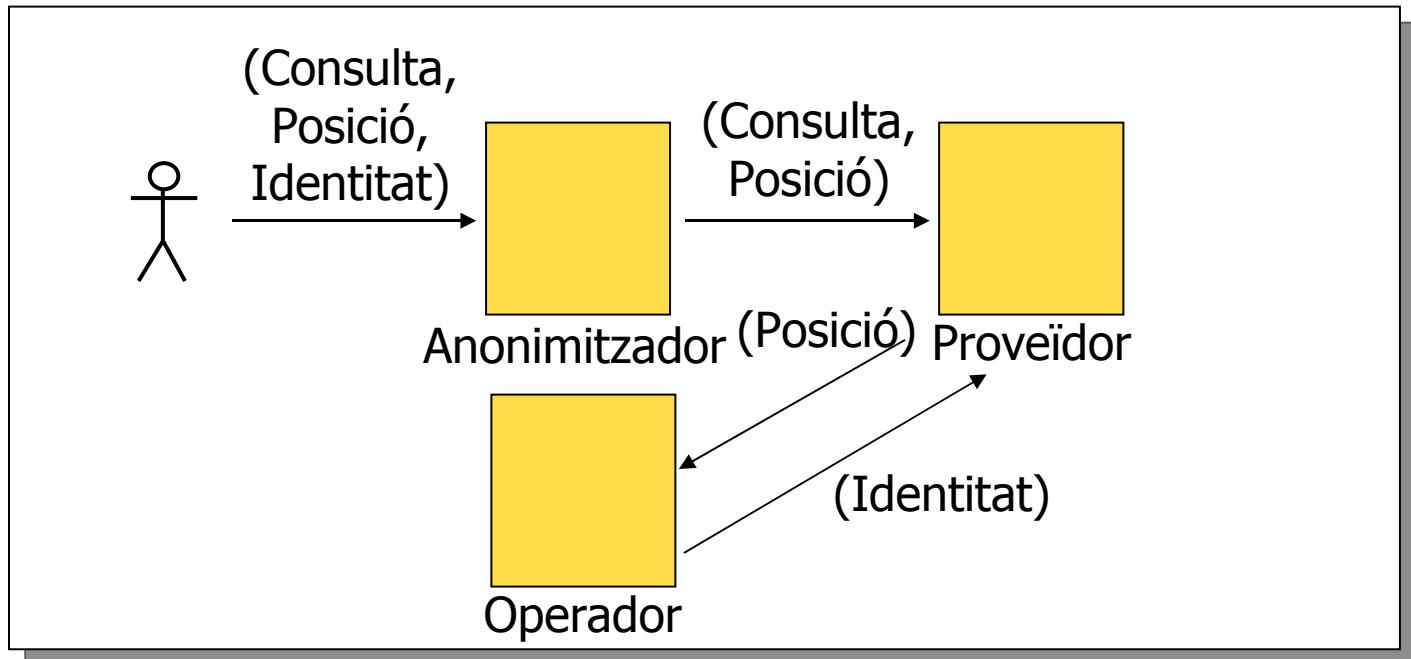 (Consulta,
Posició,
Identitat)
(Consulta,
Posició)
Anonimitzador
(Posició)
Proveïdor
(Identitat)
Operador